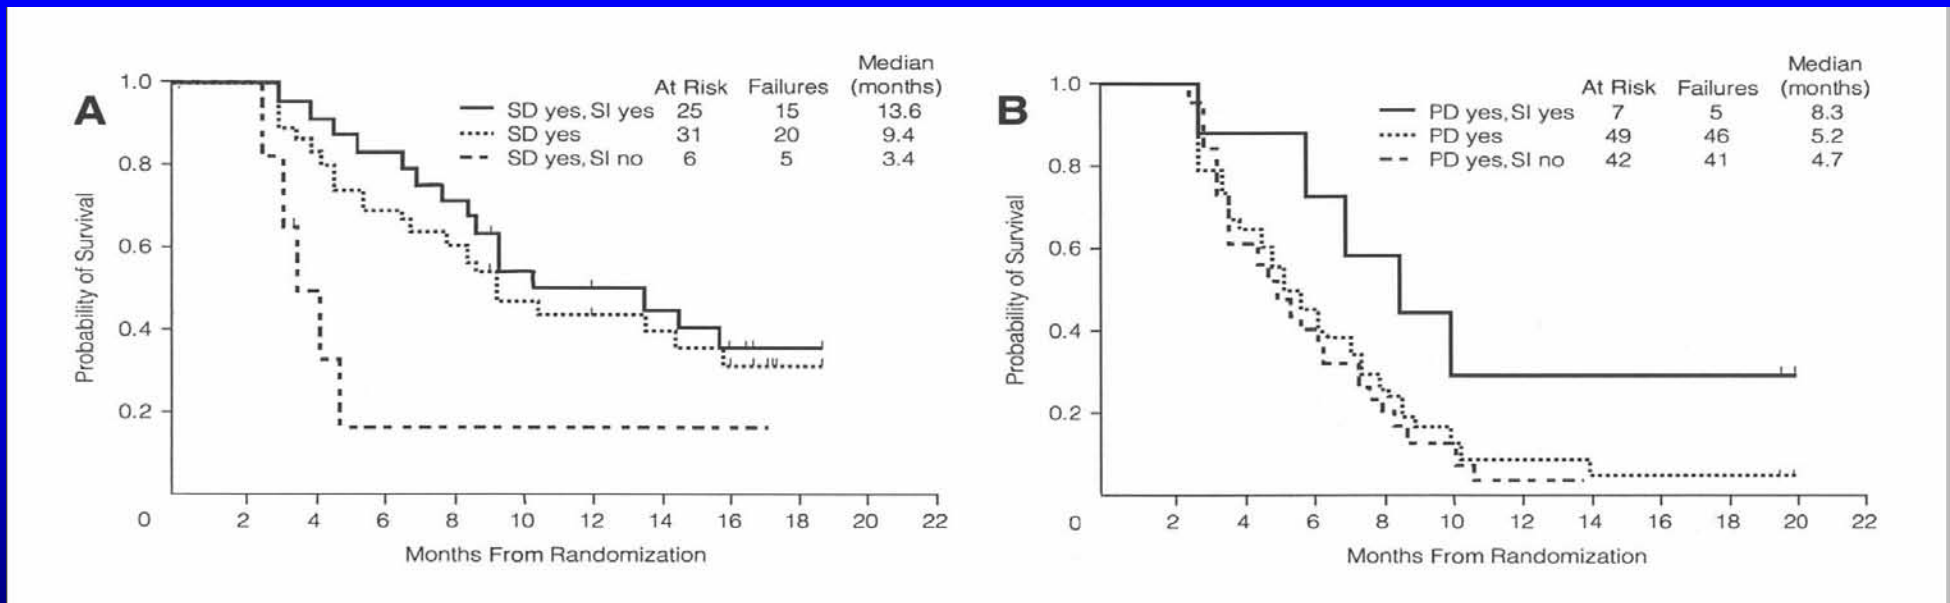 A
Probability of Survival
1.0
0.8
0.6
0.4
0.2
0
2 4 6 8 10 12 14 16 18 20 22
Months From Randomization
Median
At Risk Failures (months)
SD yes, SI yes 25 15 13.6
SD yes 31 20 9.4
SD yes, SI no 6 5 3.4
B
Probability of Survival
1.0
0.8
0.6
0.4
0.2
0
2 4 6 8 10 12 14 16 18 20 22
Months From Randomization
Median
At Risk Failures (months)
PD yes, SI yes 7 5 8.3
PD yes 49 46 5.2
PD yes, SI no 42 41 4.7